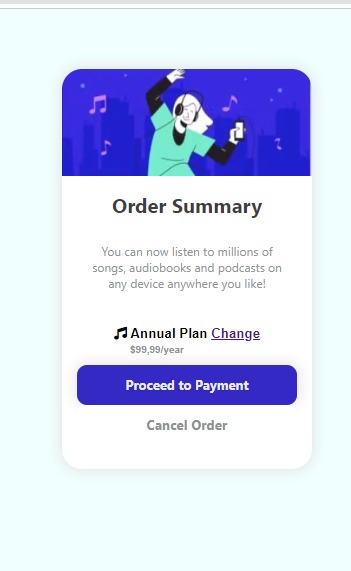 Order Summary
You can now listen to millions of
songs, audiobooks and podcasts on
any device anywhere you like!
Annual Plan Change
$99,99/year
Proceed to Payment
Cancel Order